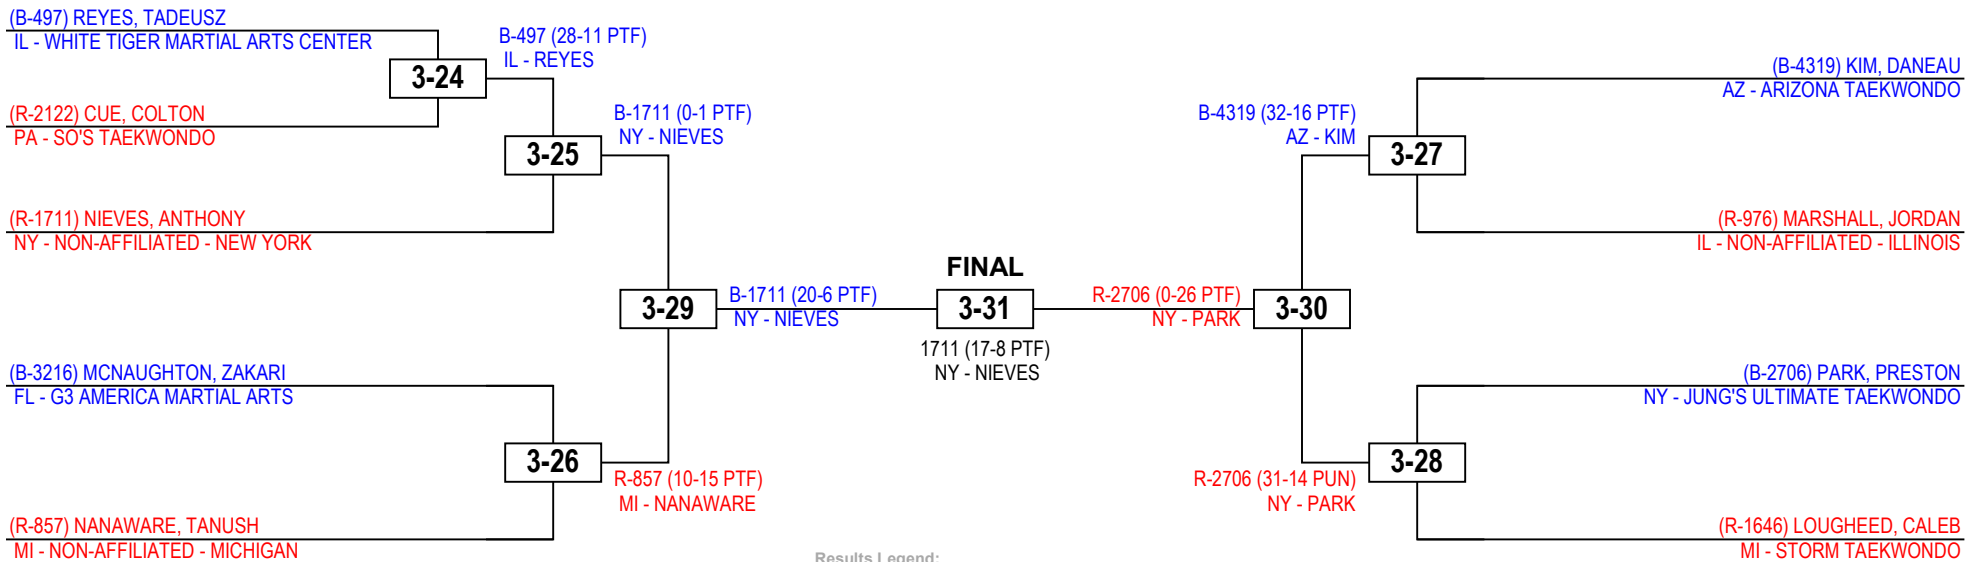 (B-497) REYES, TADEUSZ
IL - WHITE TIGER MARTIAL ARTS CENTER
3-24
(R-2122) CUE, COLTON
PA - SO'S TAEKWONDO
B-497 (28-11 PTF)
IL - REYES
3-25
(R-1711) NIEVES, ANTHONY
NY - NON-AFFILIATED - NEW YORK
B-1711 (0-1 PTF)
NY - NIEVES
3-29
(B-3216) MCNAUGHTON, ZAKARI
FL - G3 AMERICA MARTIAL ARTS
3-26
(R-857) NANAWARE, TANUSH
MI - NON-AFFILIATED - MICHIGAN
R-857 (10-15 PTF)
MI - NANAWARE
B-1711 (20-6 PTF)
NY - NIEVES
FINAL
3-31
1711 (17-8 PTF)
NY - NIEVES
R-2706 (0-26 PTF)
NY - PARK
3-30
B-4319 (32-16 PTF)
AZ - KIM
3-27
(B-4319) KIM, DANEAU
AZ - ARIZONA TAEKWONDO
(R-976) MARSHALL, JORDAN
IL - NON-AFFILIATED - ILLINOIS
R-2706 (31-14 PUN)
NY - PARK
3-28
(B-2706) PARK, PRESTON
NY - JUNG'S ULTIMATE TAEKWONDO
(R-1646) LOUGHEED, CALEB
MI - STORM TAEKWONDO
Results Legend: